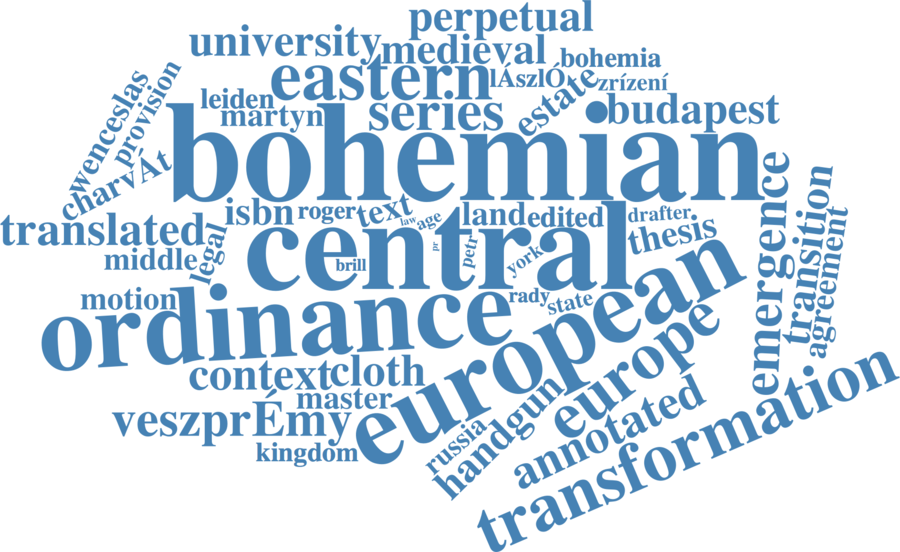 perpetual
university
medieval
bohemia
eastern
lÁszlÓ
zrízení
estate
wenceslas
provision
leiden
martyn
series
budapest
bohemian
charvÁt
isbn
roger
text
law
age
land
edited
drafter
thesis
translated
legal
central
emergence
transition
agreement
middle
brill
pr
petr
york
motion
ordinance
rady
state
european
context
cloth
master
europe
veszprÉmy
kingdom
russia
handgun
annotated
transformation